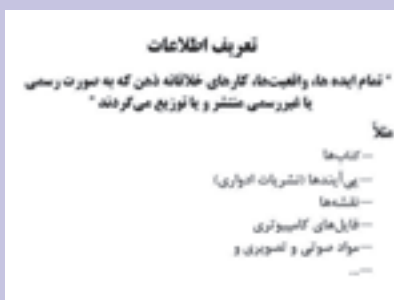 تعریف اطلاعات
" تمام ایده ها، واقعیت‌ها، کارهای خلاقانه ذهن که به صورت رسمی
یا غیررسمی منتشر و یا توزیع می‌گردند "
مثلاً
–کتاب‌ها
–پی‌آیندها (نشریات ادواری)
–نقشه‌ها
–فایل‌های کامپیوتری
–مواد صوتی و تصویری و
–...